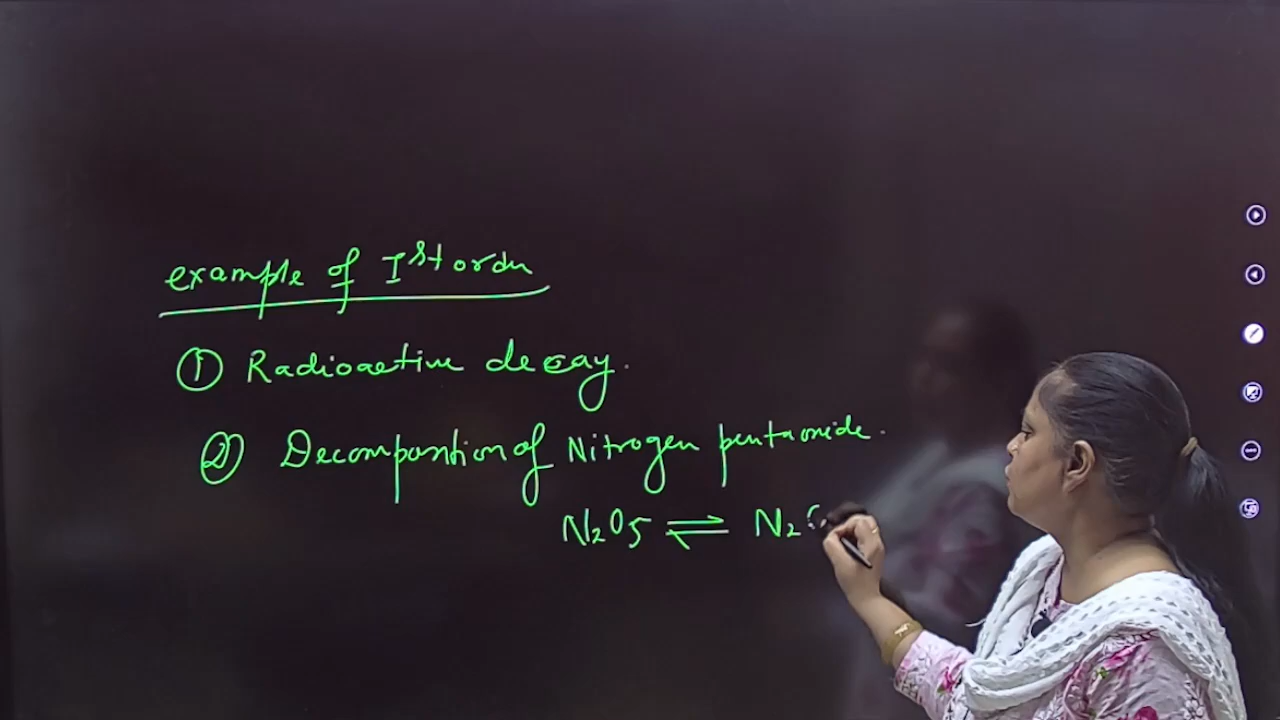 example of Ist order
① Radioactive decay.
② Decomposition of Nitrogen pentaoxide.
N₂O₅ ⇌ N₂